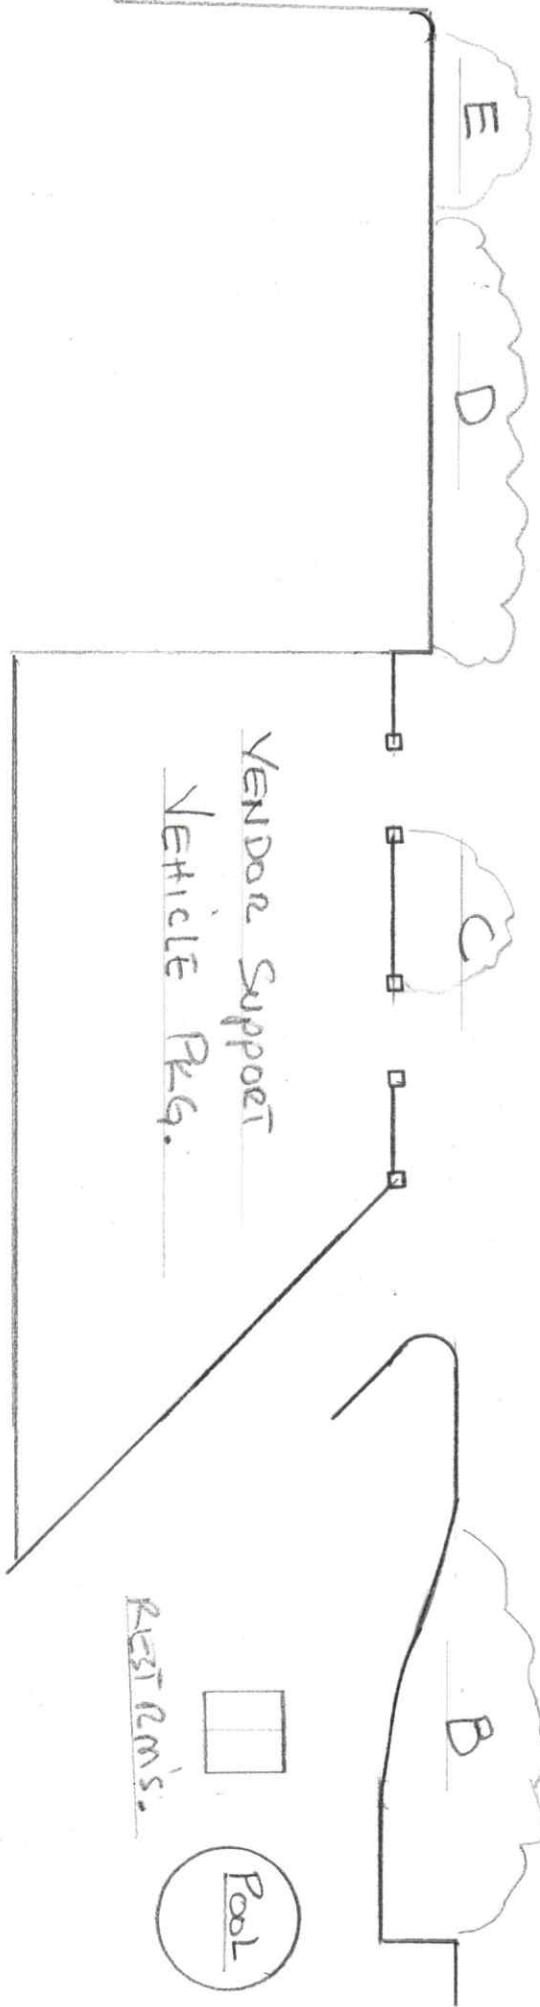 E
D
C
VENDOR Support
VEHICLE PKG.
B
RESTRMS.
PooL